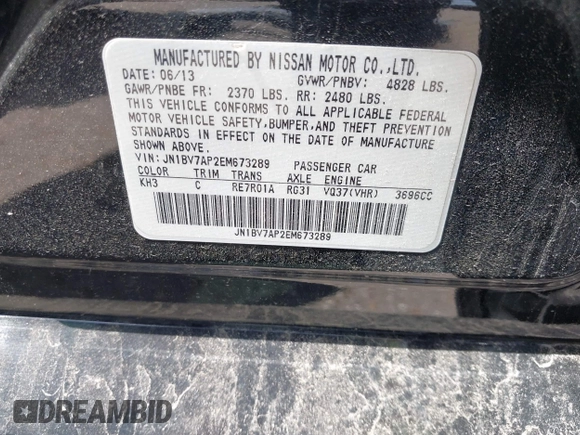 MANUFACTURED BY NISSAN MOTOR CO.,LTD.
DATE: 06/13 GVWR/PNBV: 4828 LBS.
GAWR/PNBE FR: 2370 LBS. RR: 2480 LBS.
THIS VEHICLE CONFORMS TO ALL APPLICABLE FEDERAL
MOTOR VEHICLE SAFETY,BUMPER,AND THEFT PREVENTION
STANDARDS IN EFFECT ON THE DATE OF MANUFACTURE
SHOWN ABOVE.
VIN: JN1BV7AP2EM673289 PASSENGER CAR
COLOR TRIM TRANS AXLE ENGINE
KH3 C RE7R01A RG31 VQ37(VHR) 3696CC
JN1BV7AP2EM673289
DREAMBID